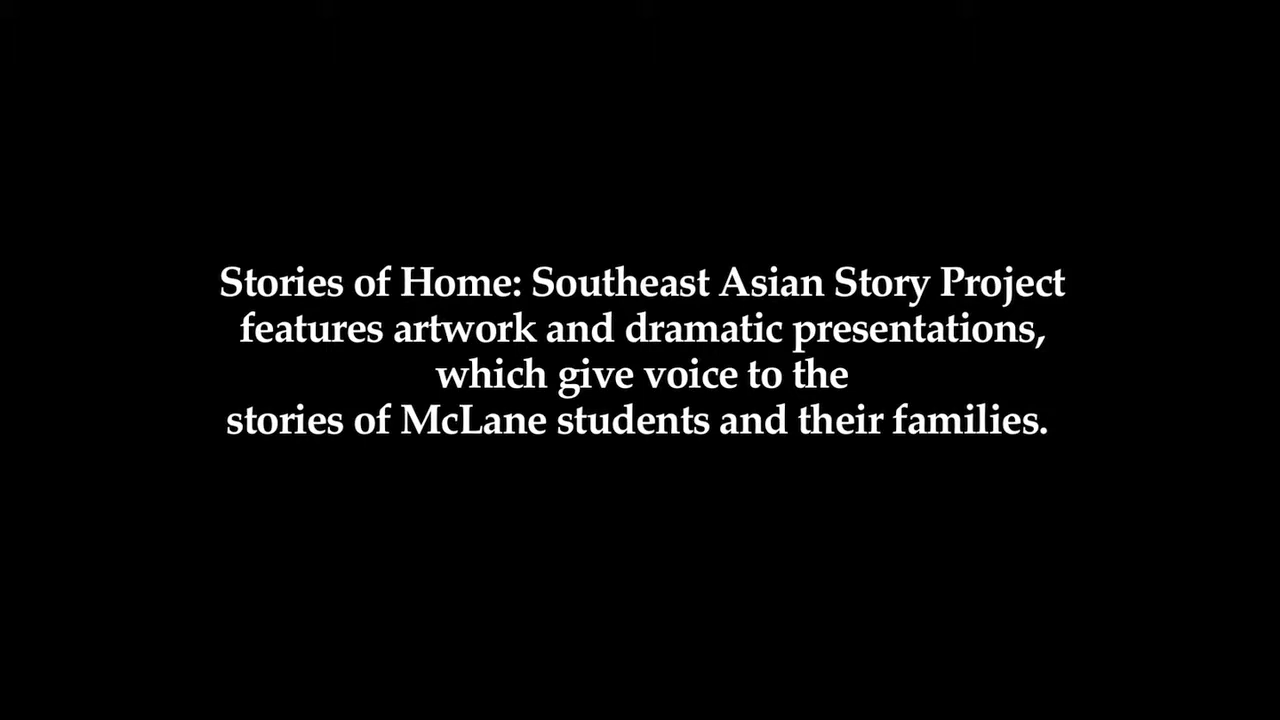 Stories of Home: Southeast Asian Story Project
features artwork and dramatic presentations,
which give voice to the
stories of McLane students and their families.